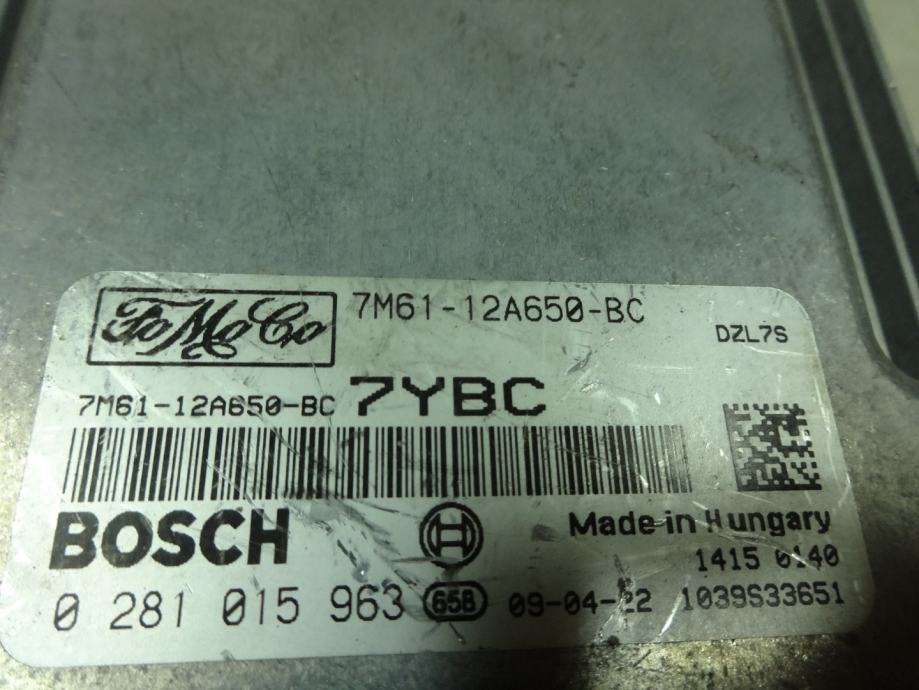 FoMoCo 7M61-12A650-BC
DZL7S
7M61-12A650-BC 7YBC
BOSCH
Made in Hungary
1415 0140
0 281 015 963 658 09-04-22 1039S33651